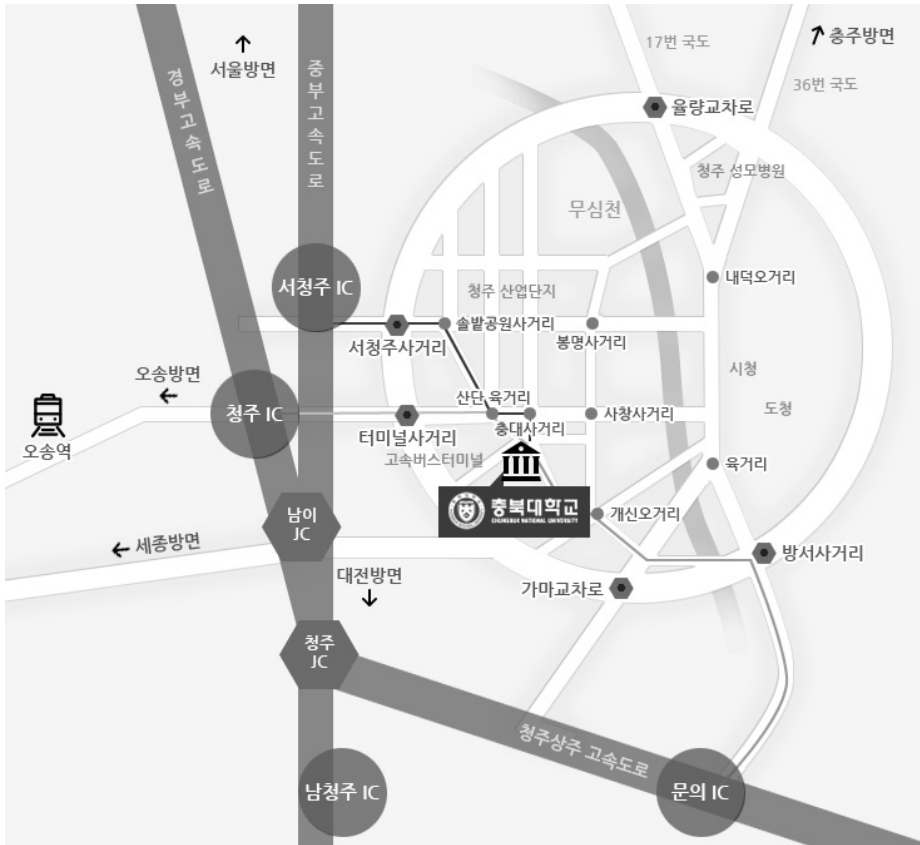 17번 국도
충주방면
서울방면
중부고속도로
경부고속도로
36번 국도
율량교차로
청주 성모병원
무심천
서청주 IC
청주 산업단지
내덕오거리
솔밭공원사거리
서청주사거리
봉명사거리
오송방면
시청
산단 육거리
청주 IC
사창사거리
도청
오송역
터미널사거리
충대사거리
고속버스터미널
육거리
충북대학교
CHUNGBUK NATIONAL UNIVERSITY
남이
JC
개신오거리
세종방면
방서사거리
대전방면
가마교차로
청주
JC
청주상주 고속도로
남청주 IC
문의 IC